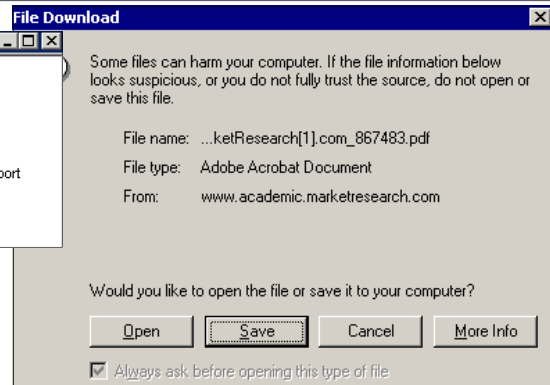 File Download
Some files can harm your computer. If the file information below
looks suspicious, or you do not fully trust the source, do not open or
save this file.
File name: ...ketResearch[1].com_867483.pdf
File type: Adobe Acrobat Document
port
From: www.academic.marketresearch.com
Would you like to open the file or save it to your computer?
Open Save Cancel More Info
Always ask before opening this type of file